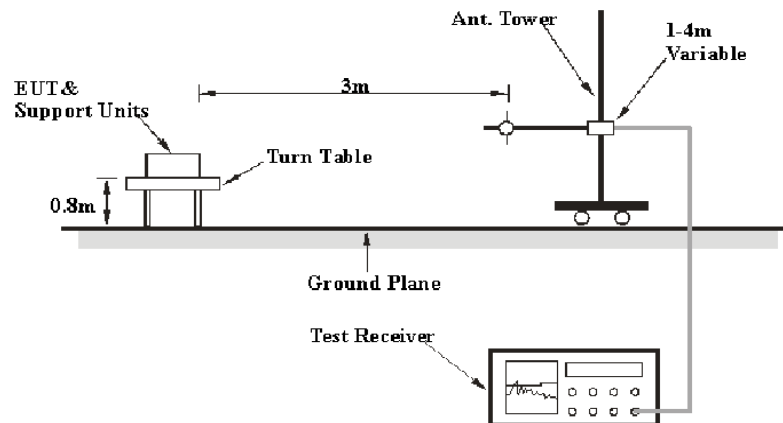 Ant. Tower
1-4m
Variable
EUT&
Support Units
3m
Turn Table
0.8m
Ground Plane
Test Receiver